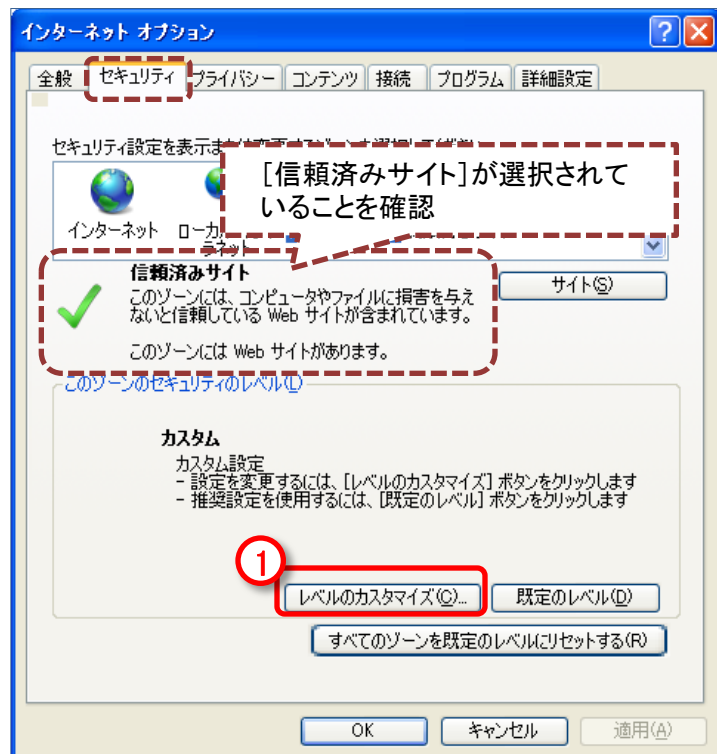 インターネット オプション
全般 セキュリティ プライバシー コンテンツ 接続 プログラム 詳細設定
セキュリティ設定を表示
[信頼済みサイト]が選択されて
いることを確認
インターネット
信頼済みサイト
このゾーンには、コンピュータやファイルに損害を与え
ないと信頼している Web サイトが含まれています。
このゾーンには Web サイトがあります。
サイト(S)
このゾーンのセキュリティのレベル(L)
カスタム
カスタム設定
- 設定を変更するには、[レベルのカスタマイズ] ボタンをクリックします
- 推奨設定を使用するには、[既定のレベル] ボタンをクリックします
1
レベルのカスタマイズ(C)... 既定のレベル(D)
すべてのゾーンを既定のレベルにリセットする(R)
OK キャンセル 適用(A)